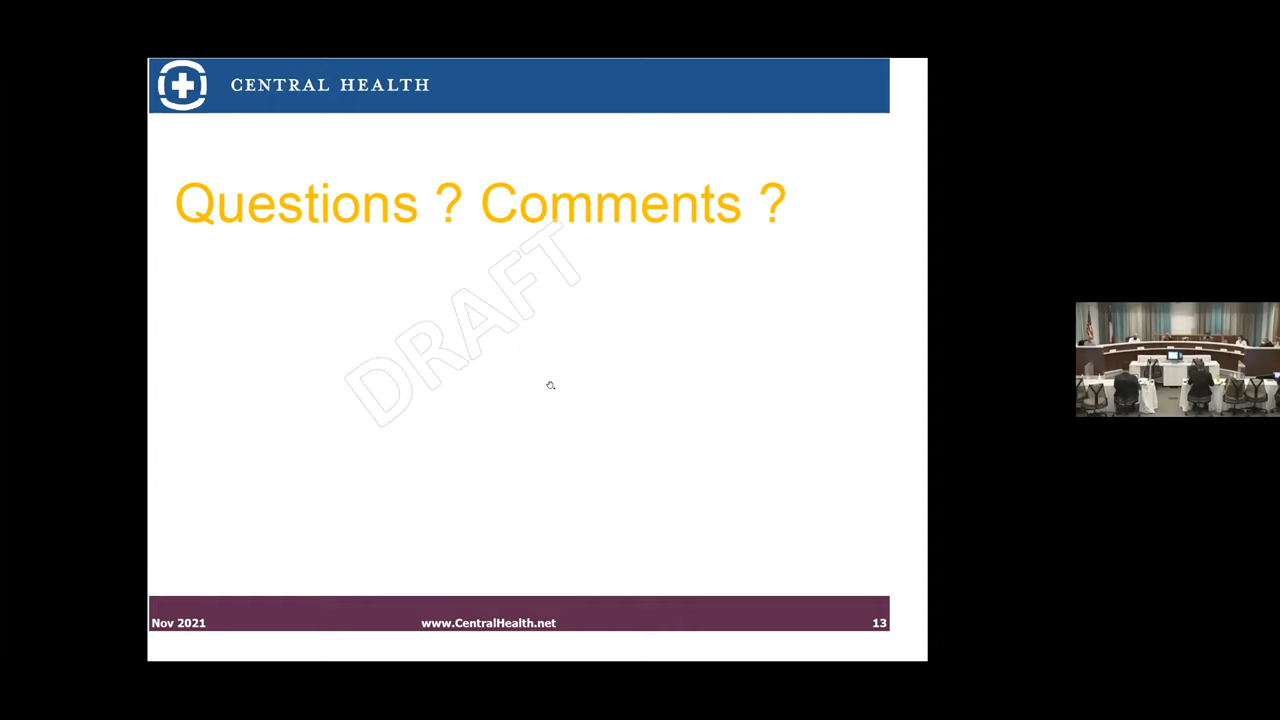 CENTRAL HEALTH
Questions ? Comments ?
DRAFT
Nov 2021 www.CentralHealth.net 13